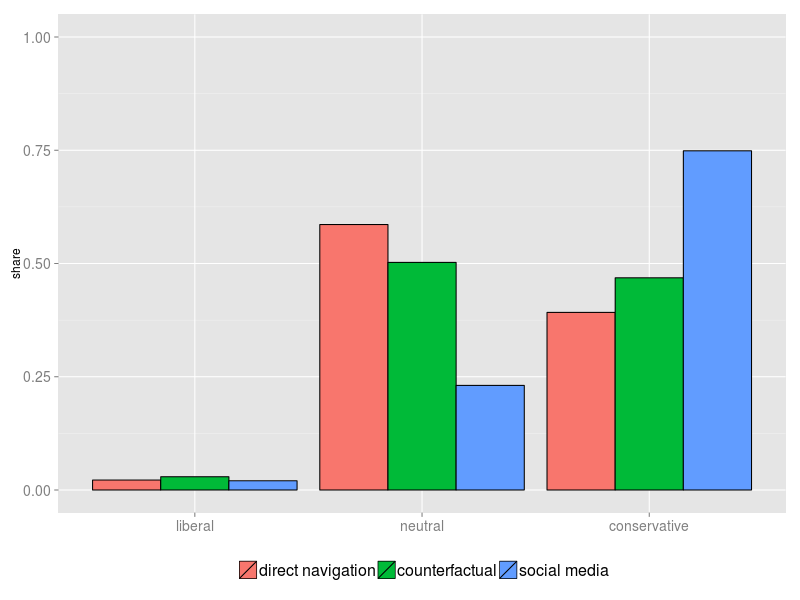 1.00
0.75
0.50
0.25
0.00
share
liberal neutral conservative
direct navigation counterfactual social media